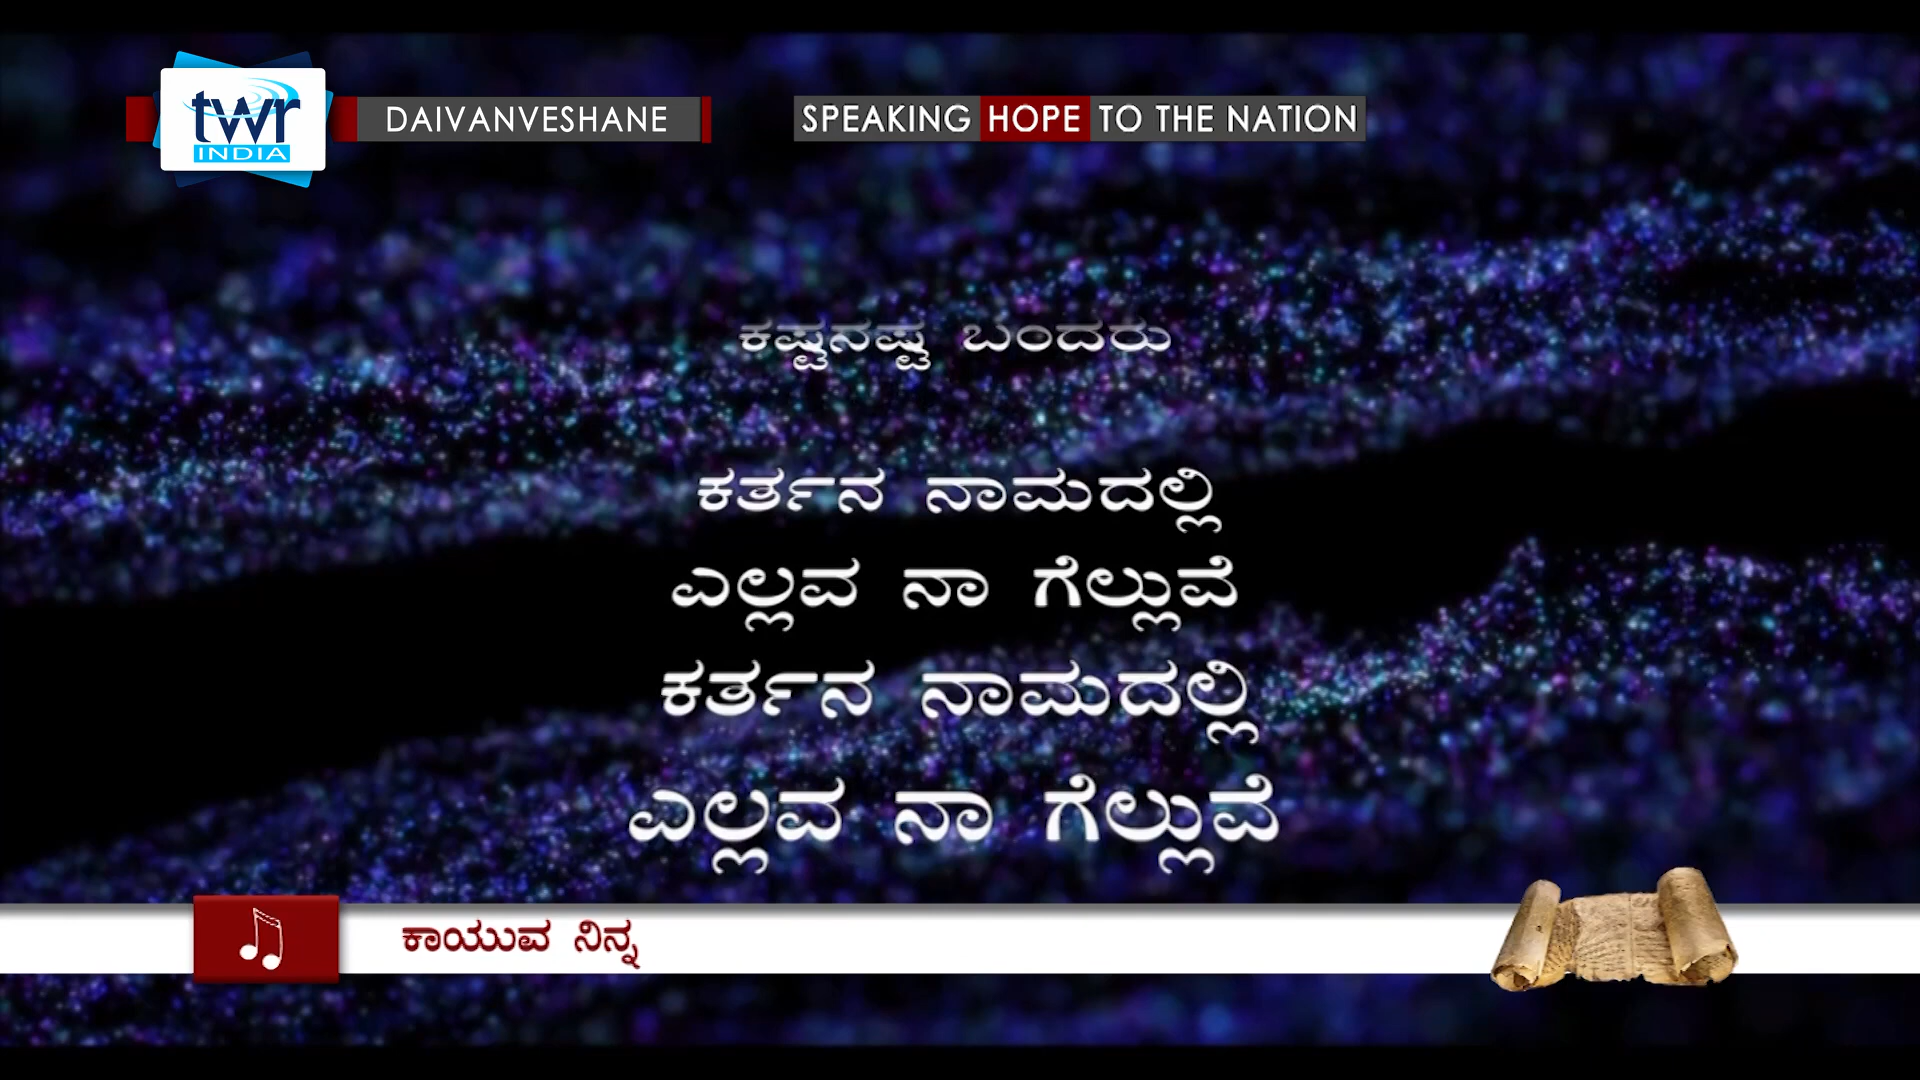 twr
INDIA
DAIVANVESHANE
SPEAKING HOPE TO THE NATION
ಕಷ್ಟನಷ್ಟ ಬಂದರು
ಕರ್ತನ ನಾಮದಲ್ಲಿ
ಎಲ್ಲವ ನಾ ಗೆಲ್ಲುವೆ
ಕರ್ತನ ನಾಮದಲ್ಲಿ
ಎಲ್ಲವ ನಾ ಗೆಲ್ಲುವೆ
ಕಾಯುವ ನಿನ್ನ